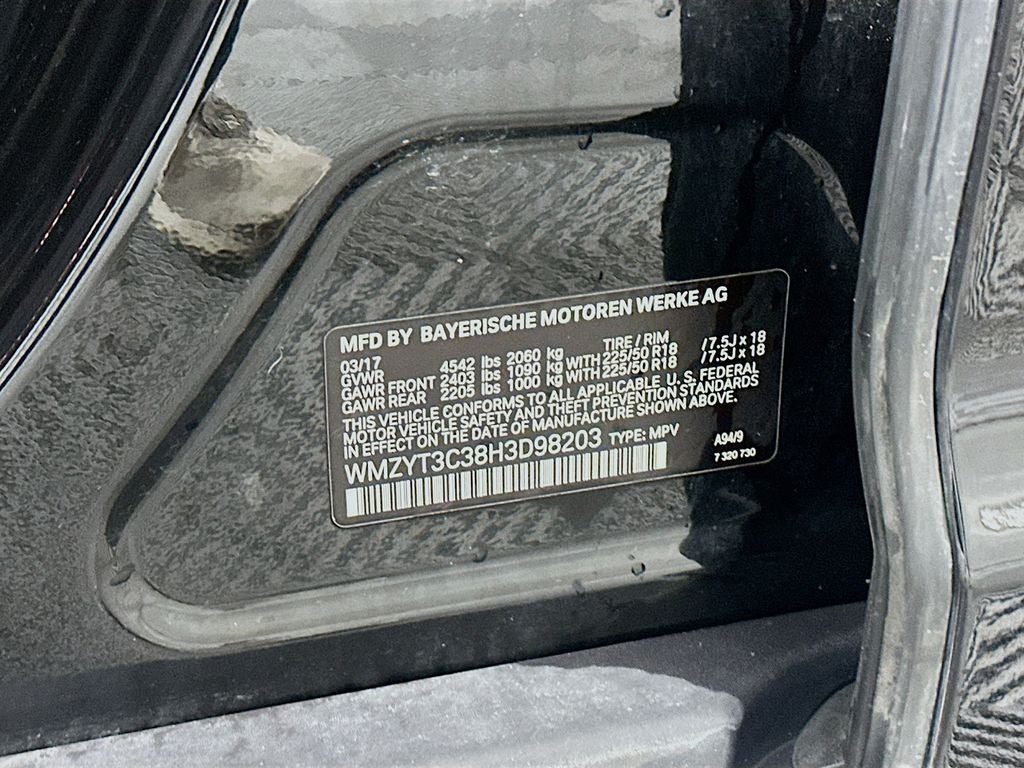 MFD BY BAYERISCHE MOTOREN WERKE AG
03/17 TIRE / RIM
GVWR 4542 lbs 2060 kg
GAWR FRONT 2403 lbs 1090 kg WITH 225/50 R18 /7.5J x 18
GAWR REAR 2205 lbs 1000 kg WITH 225/50 R18 /7.5J x 18
THIS VEHICLE CONFORMS TO ALL APPLICABLE U. S. FEDERAL
MOTOR VEHICLE SAFETY AND THEFT PREVENTION STANDARDS
IN EFFECT ON THE DATE OF MANUFACTURE SHOWN ABOVE.
WMZYT3C38H3D98203 TYPE: MPV A94/9
7 320 730